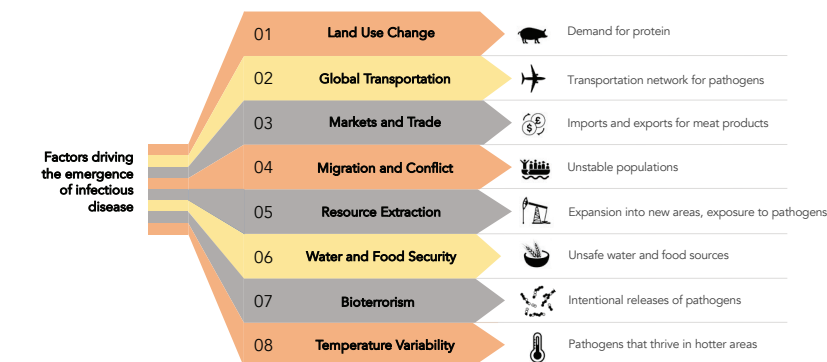 Factors driving
the emergence
of infectious
disease
01 Land Use Change Demand for protein
02 Global Transportation Transportation network for pathogens
03 Markets and Trade Imports and exports for meat products
$ £
£ $
04 Migration and Conflict Unstable populations
05 Resource Extraction Expansion into new areas, exposure to pathogens
06 Water and Food Security Unsafe water and food sources
07 Bioterrorism Intentional releases of pathogens
08 Temperature Variability Pathogens that thrive in hotter areas